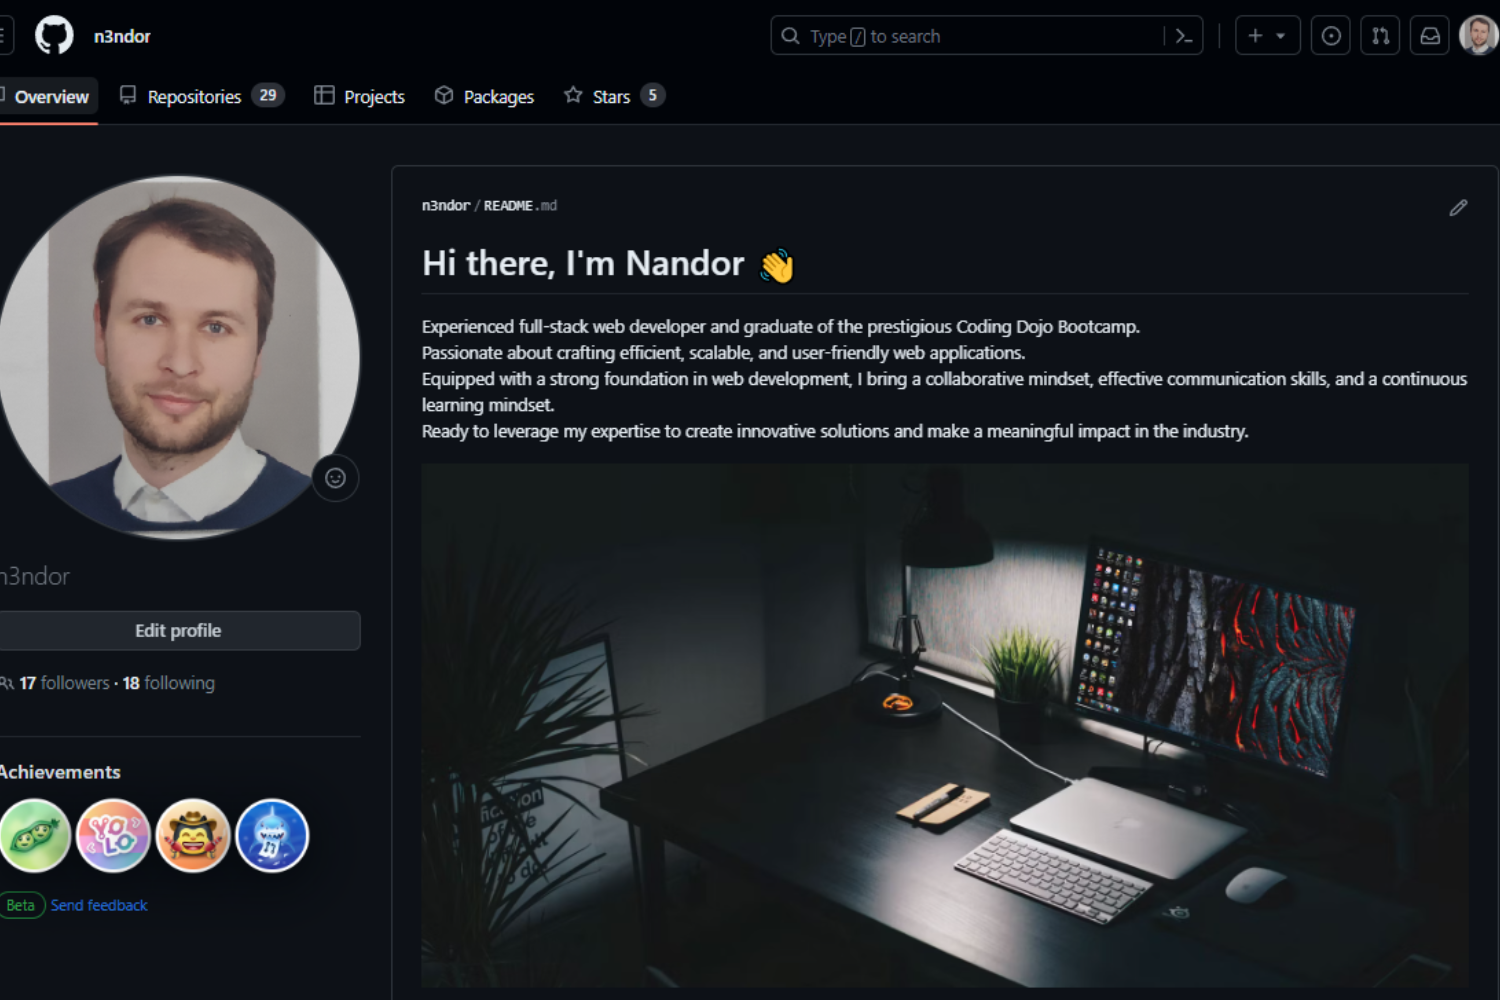 n3ndor
Type / to search
Overview
Repositories 29
Projects
Packages
Stars 5
n3ndor / README.md
Hi there, I'm Nandor 👋
Experienced full-stack web developer and graduate of the prestigious Coding Dojo Bootcamp.
Passionate about crafting efficient, scalable, and user-friendly web applications.
Equipped with a strong foundation in web development, I bring a collaborative mindset, effective communication skills, and a continuous
learning mindset.
Ready to leverage my expertise to create innovative solutions and make a meaningful impact in the industry.
n3ndor
Edit profile
17 followers · 18 following
Achievements
YOLO
Beta Send feedback